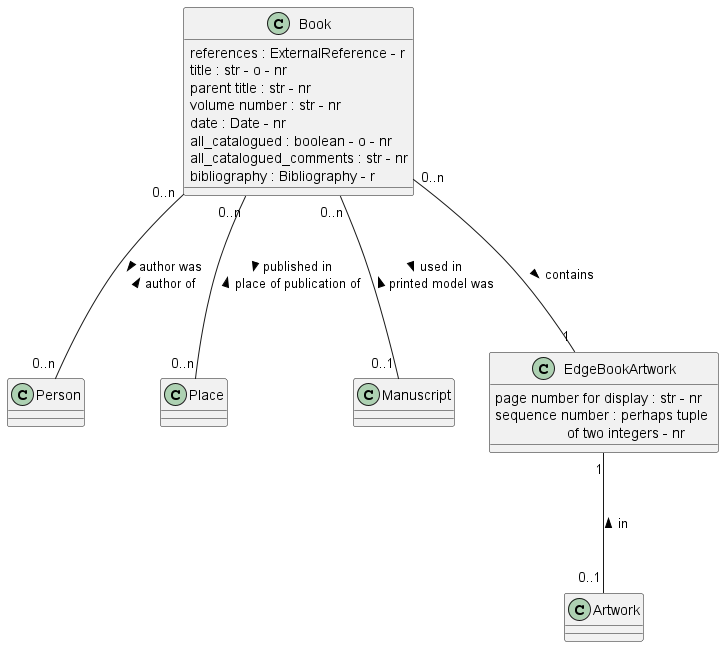 C Book
references : ExternalReference - r
title : str - o - nr
parent title : str - nr
volume number : str - nr
date : Date - nr
all_catalogued : boolean - o - nr
all_catalogued_comments : str - nr
bibliography : Bibliography - r
0..n
0..n
0..n
0..n
author was
author of
published in
place of publication of
used in
printed model was
contains
0..n
0..n
0..1
1
C Person
C Place
C Manuscript
C EdgeBookArtwork
page number for display : str - nr
sequence number : perhaps tuple
of two integers - nr
1
in
0..1
C Artwork